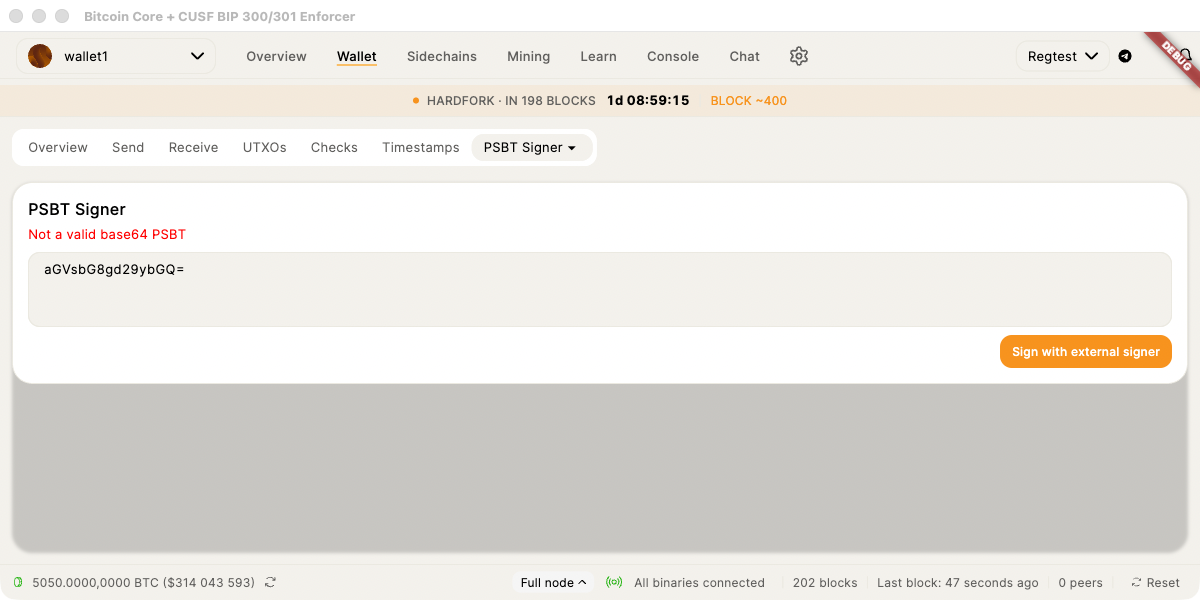 Bitcoin Core + CUSF BIP 300/301 Enforcer
wallet1 Overview Wallet Sidechains Mining Learn Console Chat Regtest DEBUG
HARDFORK · IN 198 BLOCKS 1d 08:59:15 BLOCK ~400
Overview Send Receive UTXOs Checks Timestamps PSBT Signer
PSBT Signer
Not a valid base64 PSBT
aGVsbG8gd29ybGQ=
Sign with external signer
5050.0000,0000 BTC ($314 043 593) Full node All binaries connected 202 blocks Last block: 47 seconds ago 0 peers Reset